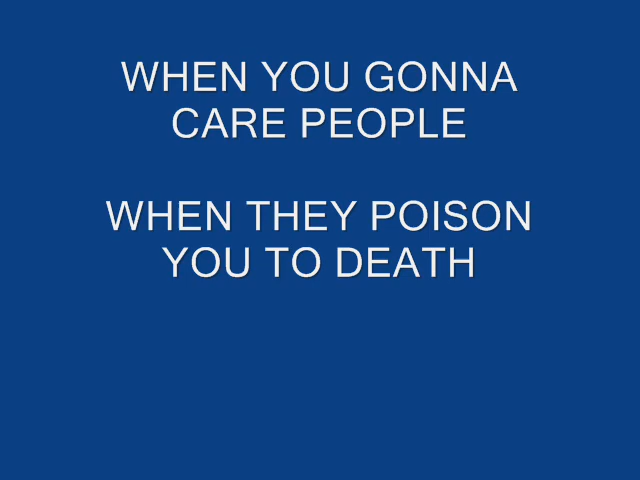 WHEN YOU GONNA
CARE PEOPLE
WHEN THEY POISON
YOU TO DEATH